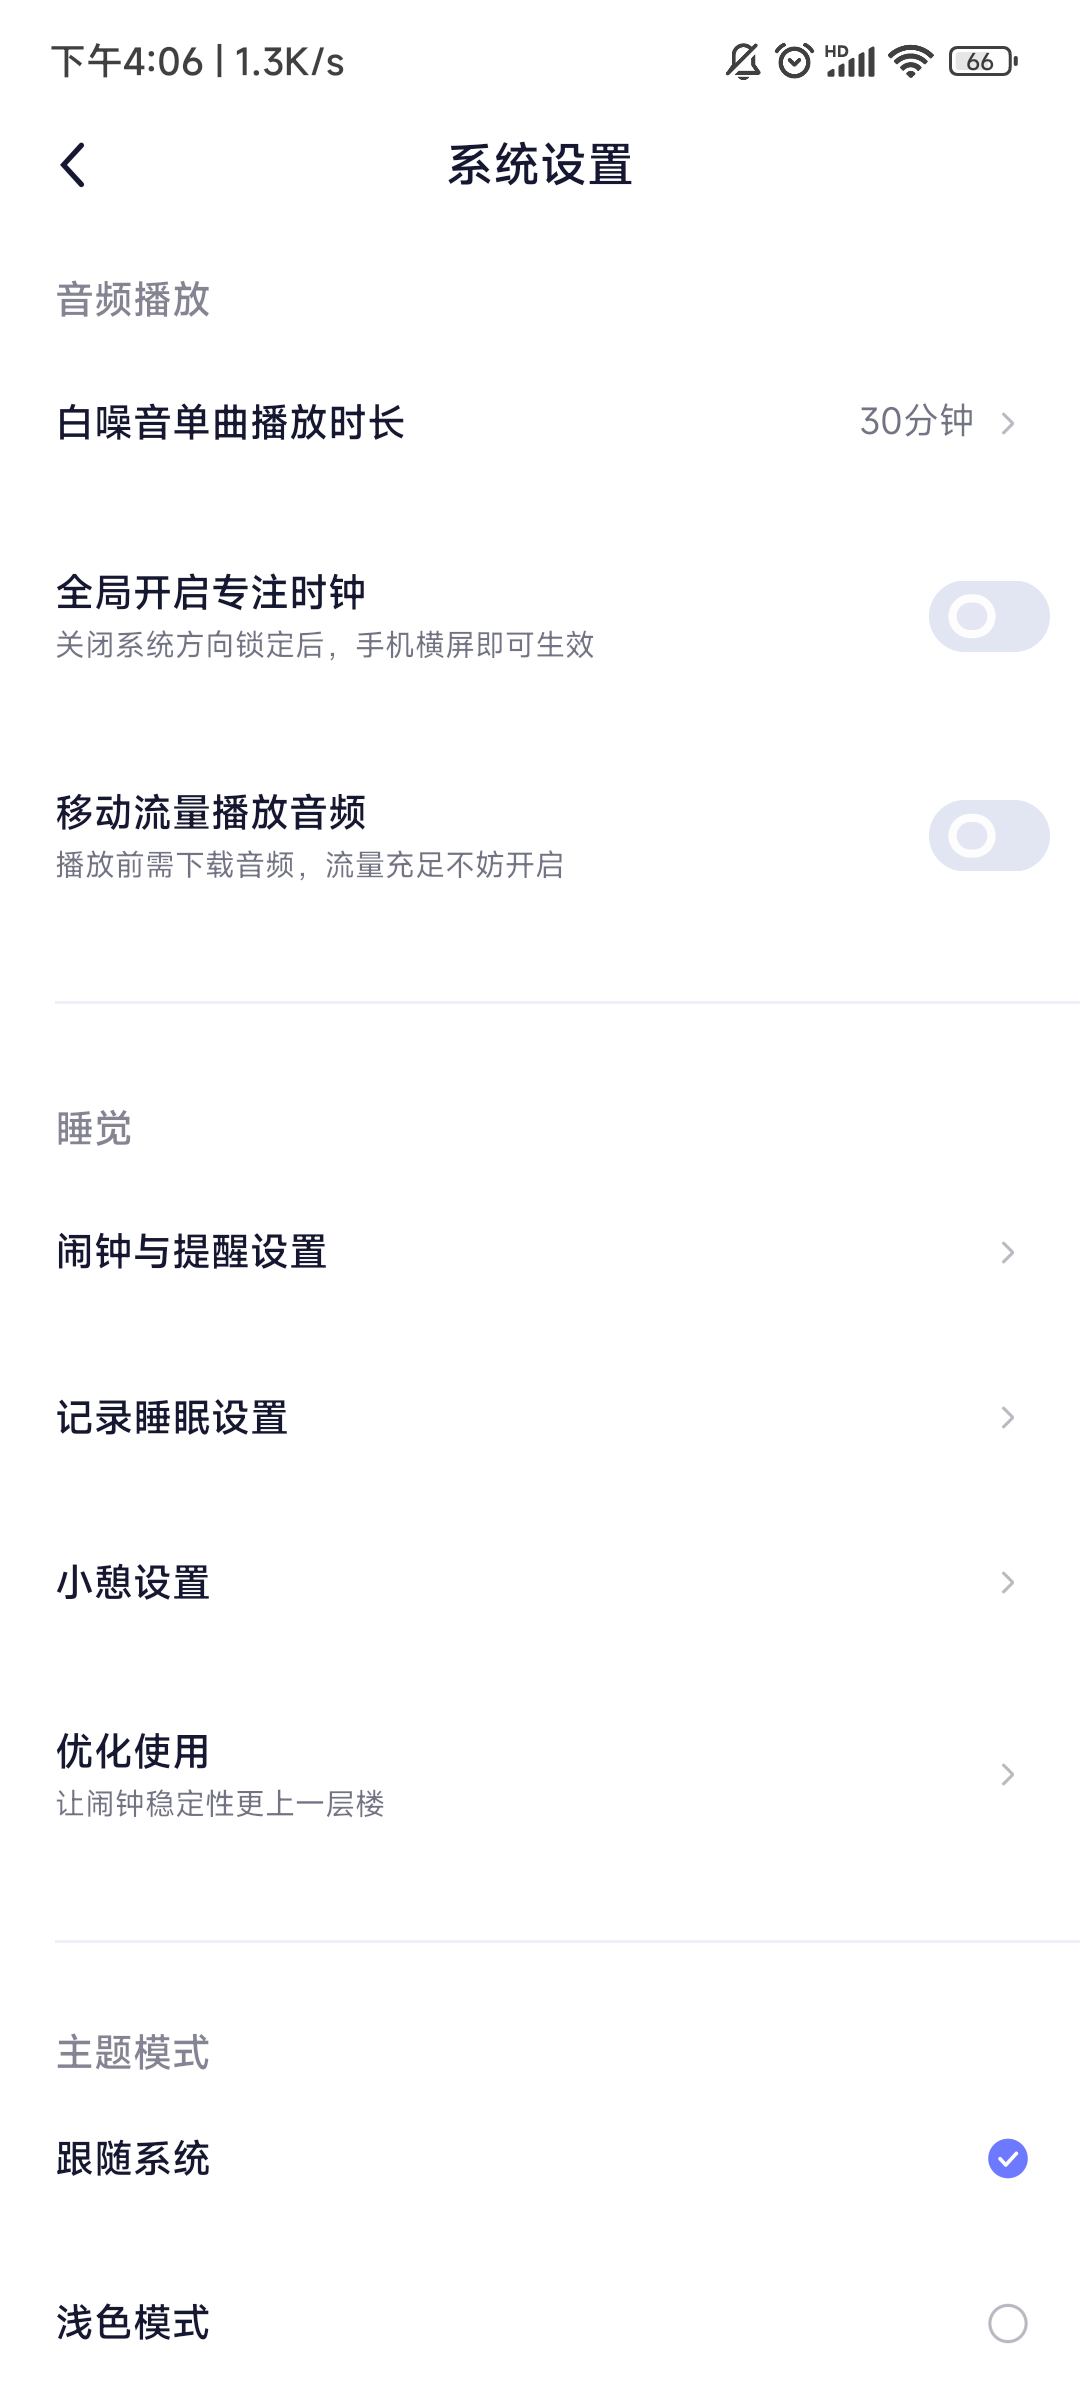 下午4:06 | 1.3K/s
HD
66
系统设置
音频播放
白噪音单曲播放时长
30分钟
全局开启专注时钟
关闭系统方向锁定后，手机横屏即可生效
移动流量播放音频
播放前需下载音频，流量充足不妨开启
睡觉
闹钟与提醒设置
记录睡眠设置
小憩设置
优化使用
让闹钟稳定性更上一层楼
主题模式
跟随系统
浅色模式